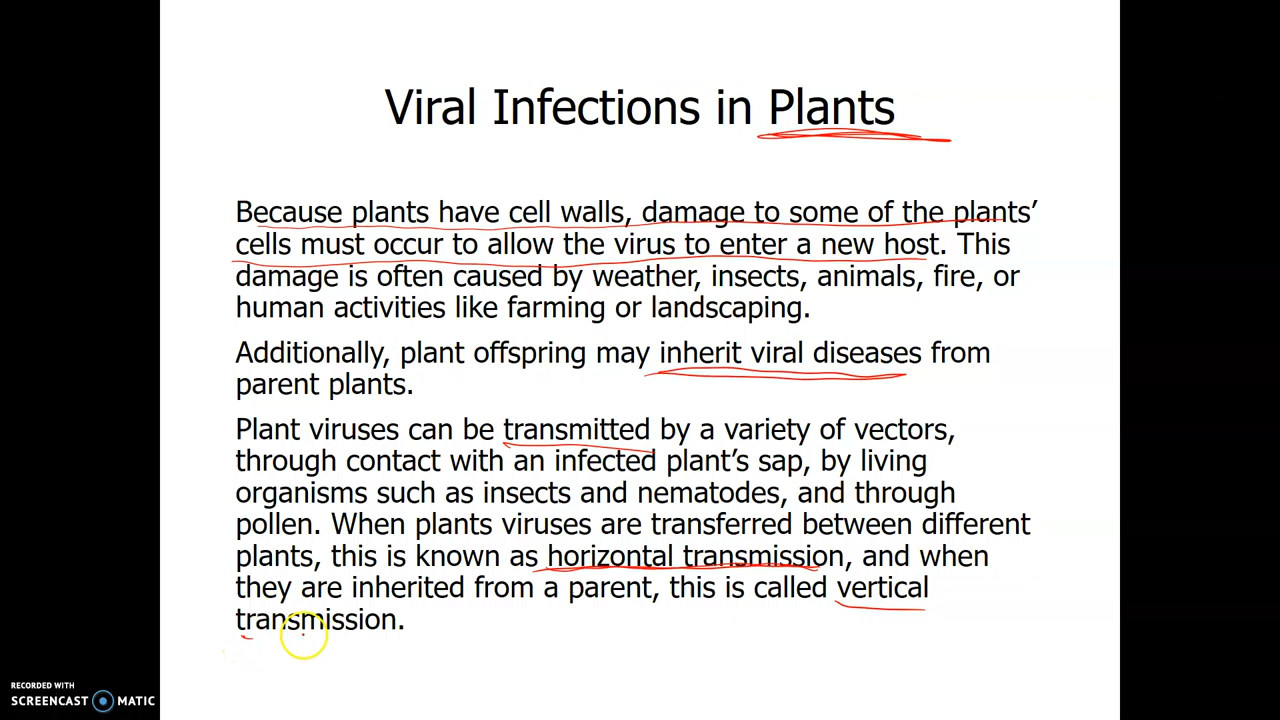 Viral Infections in Plants
Because plants have cell walls, damage to some of the plants’
cells must occur to allow the virus to enter a new host. This
damage is often caused by weather, insects, animals, fire, or
human activities like farming or landscaping.
Additionally, plant offspring may inherit viral diseases from
parent plants.
Plant viruses can be transmitted by a variety of vectors,
through contact with an infected plant’s sap, by living
organisms such as insects and nematodes, and through
pollen. When plants viruses are transferred between different
plants, this is known as horizontal transmission, and when
they are inherited from a parent, this is called vertical
transmission.
RECORDED WITH
SCREENCAST MATIC